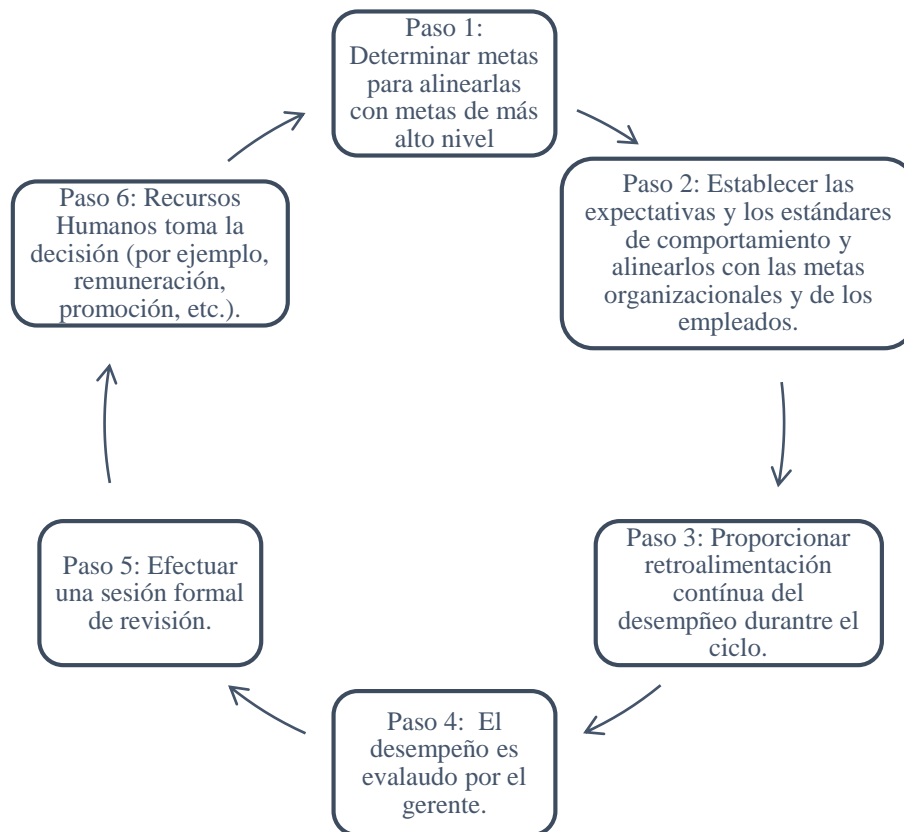 Paso 1:
Determinar metas
para alinearlas
con metas de más
alto nivel
Paso 2: Establecer las
expectativas y los estándares
de comportamiento y
alinearlos con las metas
organizacionales y de los
empleados.
Paso 3: Proporcionar
retroalimentación
contínua del
desempñeo durantre el
ciclo.
Paso 4:  El
desempeño es
evalaudo por el
gerente.
Paso 5: Efectuar
una sesión formal
de revisión.
Paso 6: Recursos
Humanos toma la
decisión (por ejemplo,
remuneración,
promoción, etc.).